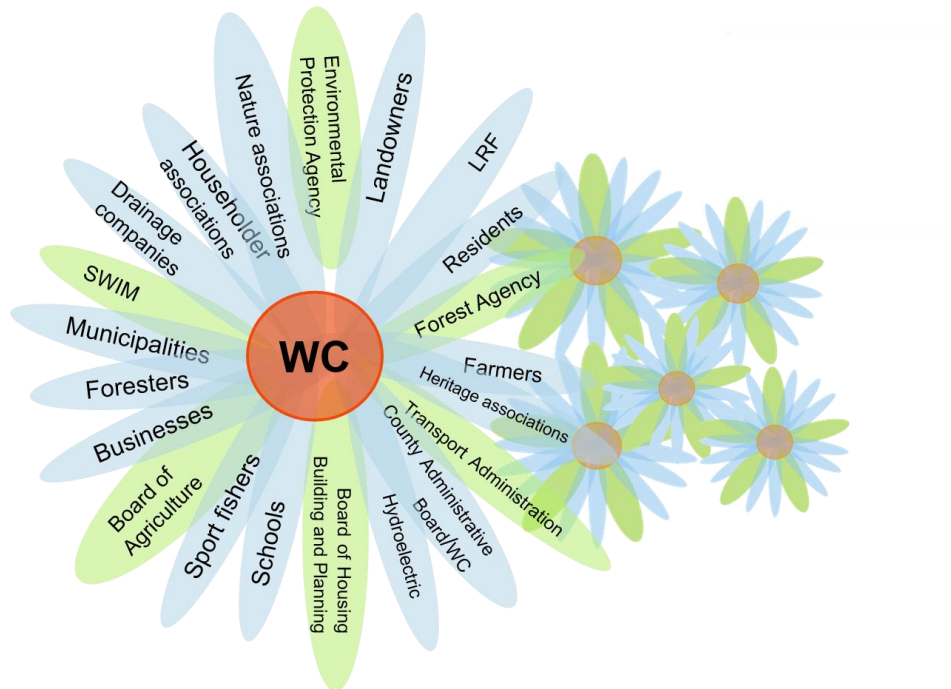 Environmental
Protection Agency
Landowners
LRF
Residents
Forest Agency
Farmers
Heritage associations
Transport Administration
County Administrative
Board/WC
Hydroelectric
Board of Housing
Building and Planning
Schools
Sport fishers
Board of
Agriculture
Businesses
Foresters
Municipalities
SWIM
Drainage
companies
Householder
associations
Nature associations
WC